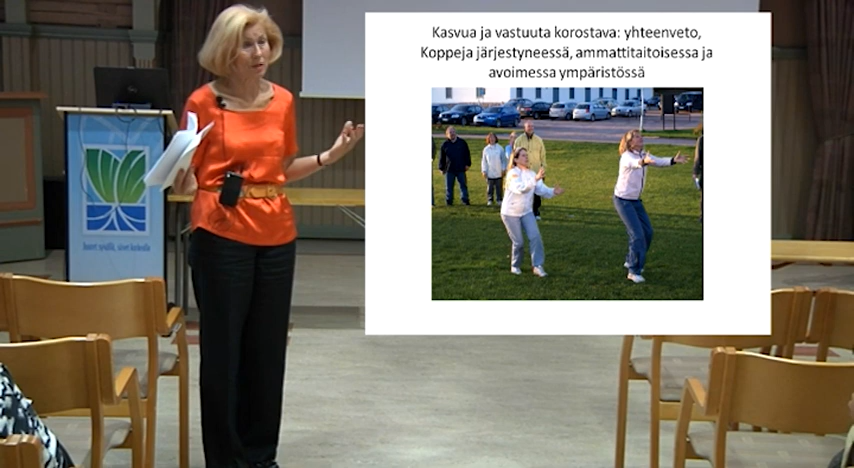 Kasvua ja vastuuta korostava: yhteenveto,
Koppeja järjestyneessä, ammattitaitoisessa ja
avoimessa ympäristössä